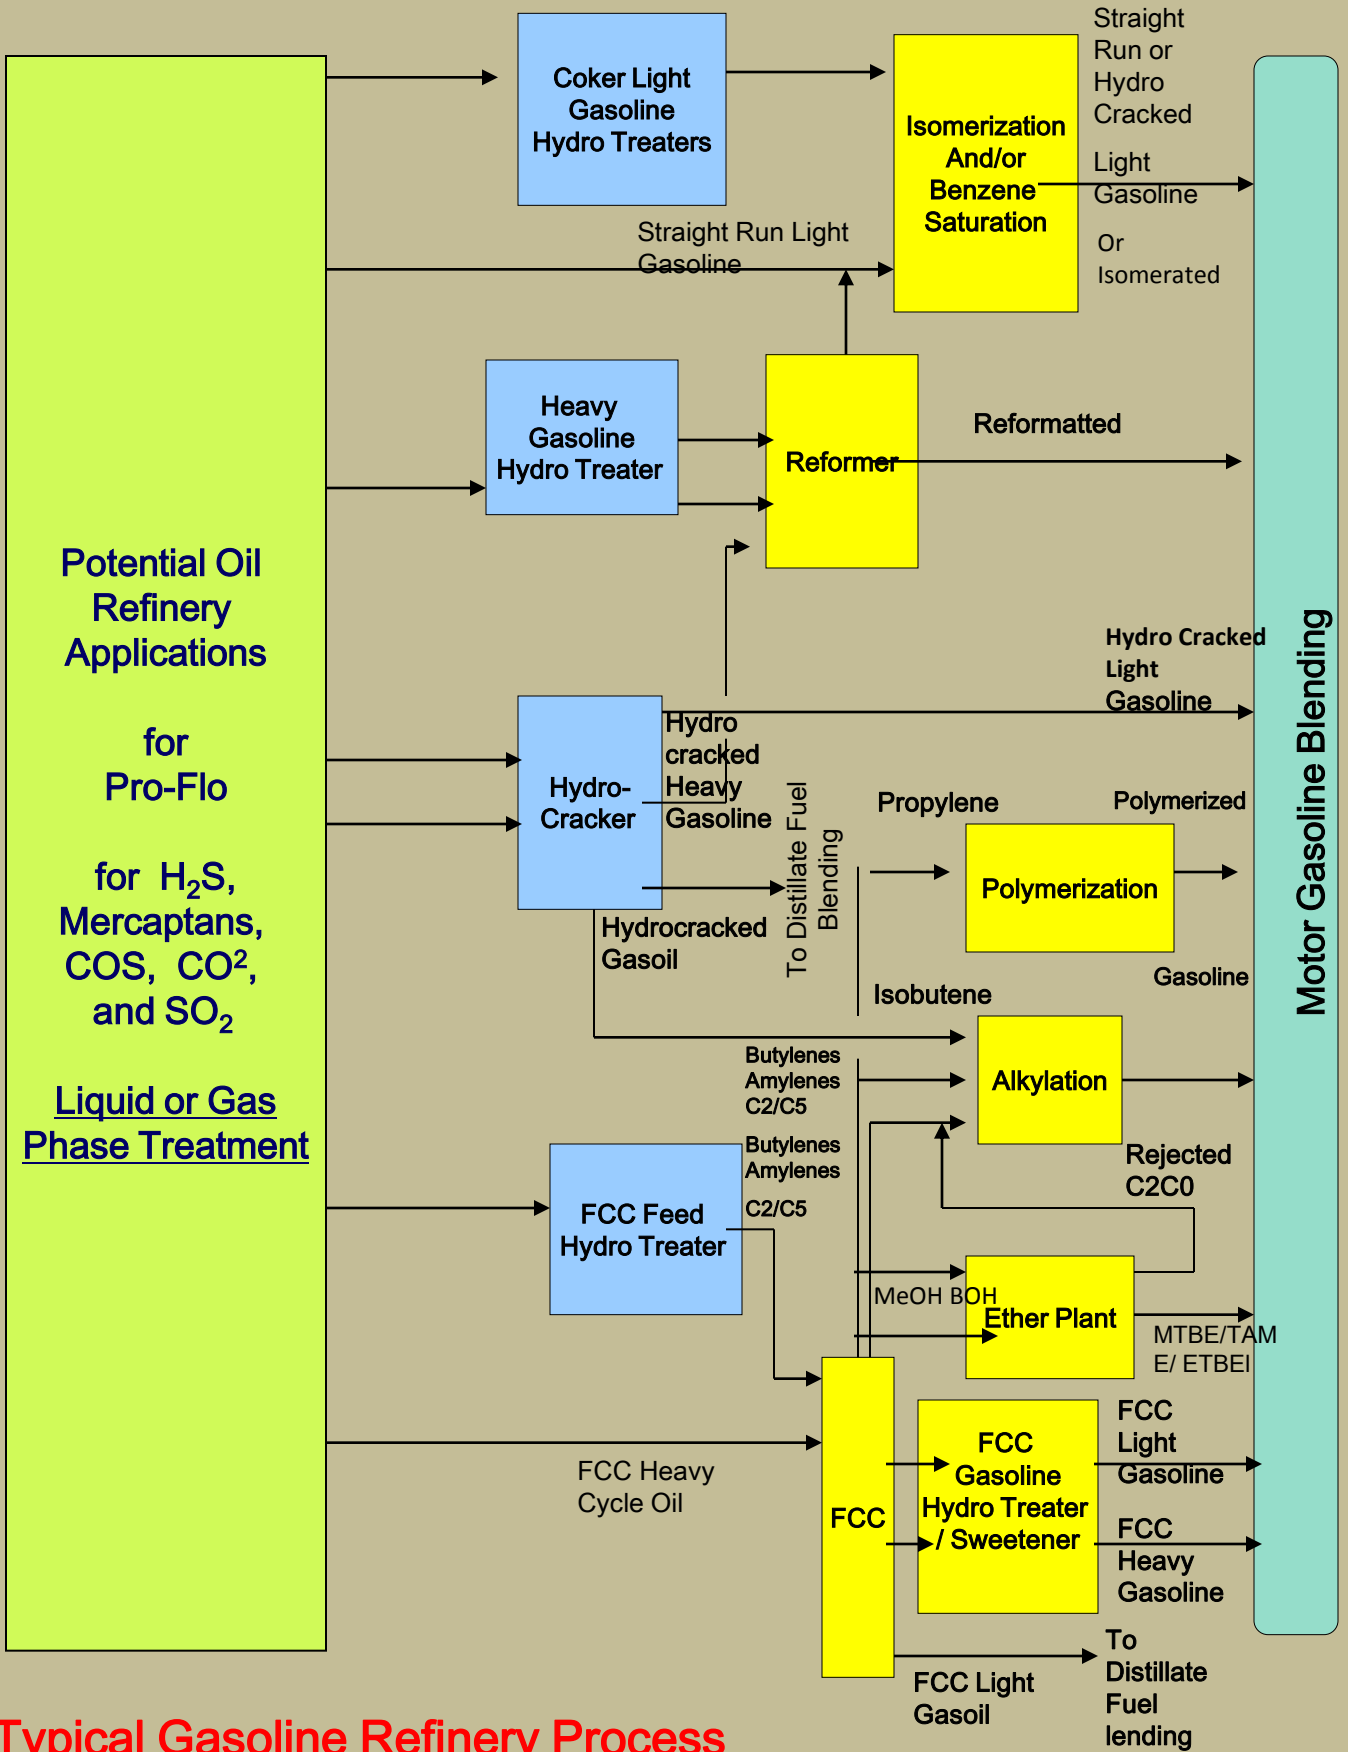 Potential Oil
Refinery
Applications
for
Pro-Flo
for H₂S,
Mercaptans,
COS, CO²,
and SO₂
Liquid or Gas
Phase Treatment
Coker Light
Gasoline
Hydro Treaters
Isomerization
And/or
Benzene
Saturation
Straight
Run or
Hydro
Cracked
Light
Gasoline
Or
Isomerated
Straight Run Light
Gasoline
Heavy
Gasoline
Hydro Treater
Reformer
Reformatted
Hydro Cracked
Light
Gasoline
Hydro-
Cracker
Hydro
cracked
Heavy
Gasoline
To Distillate Fuel
Blending
Hydrocracked
Gasoil
Propylene
Polymerized
Polymerization
Gasoline
Isobutene
Butylenes
Amylenes
C2/C5
Alkylation
Butylenes
Amylenes
C2/C5
Rejected
C2C0
FCC Feed
Hydro Treater
MeOH BOH
Ether Plant
MTBE/TAM
E/ ETBEI
FCC Heavy
Cycle Oil
FCC
FCC
Gasoline
Hydro Treater
/ Sweetener
FCC
Light
Gasoline
FCC
Heavy
Gasoline
FCC Light
Gasoil
To
Distillate
Fuel
lending
Motor Gasoline Blending
Typical Gasoline Refinery Process